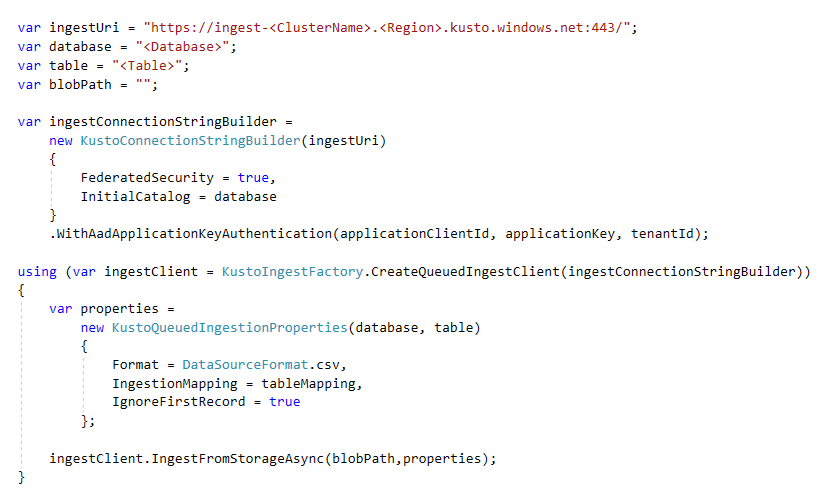 var ingestUri = "https://ingest-<ClusterName>.<Region>.kusto.windows.net:443/";
var database = "<Database>";
var table = "<Table>";
var blobPath = "";
var ingestConnectionStringBuilder =
new KustoConnectionStringBuilder(ingestUri)
{
FederatedSecurity = true,
InitialCatalog = database
}
.WithAadApplicationKeyAuthentication(applicationClientId, applicationKey, tenantId);
using (var ingestClient = KustoIngestFactory.CreateQueuedIngestClient(ingestConnectionStringBuilder))
{
var properties =
new KustoQueuedIngestionProperties(database, table)
{
Format = DataSourceFormat.csv,
IngestionMapping = tableMapping,
IgnoreFirstRecord = true
};
ingestClient.IngestFromStorageAsync(blobPath,properties);
}